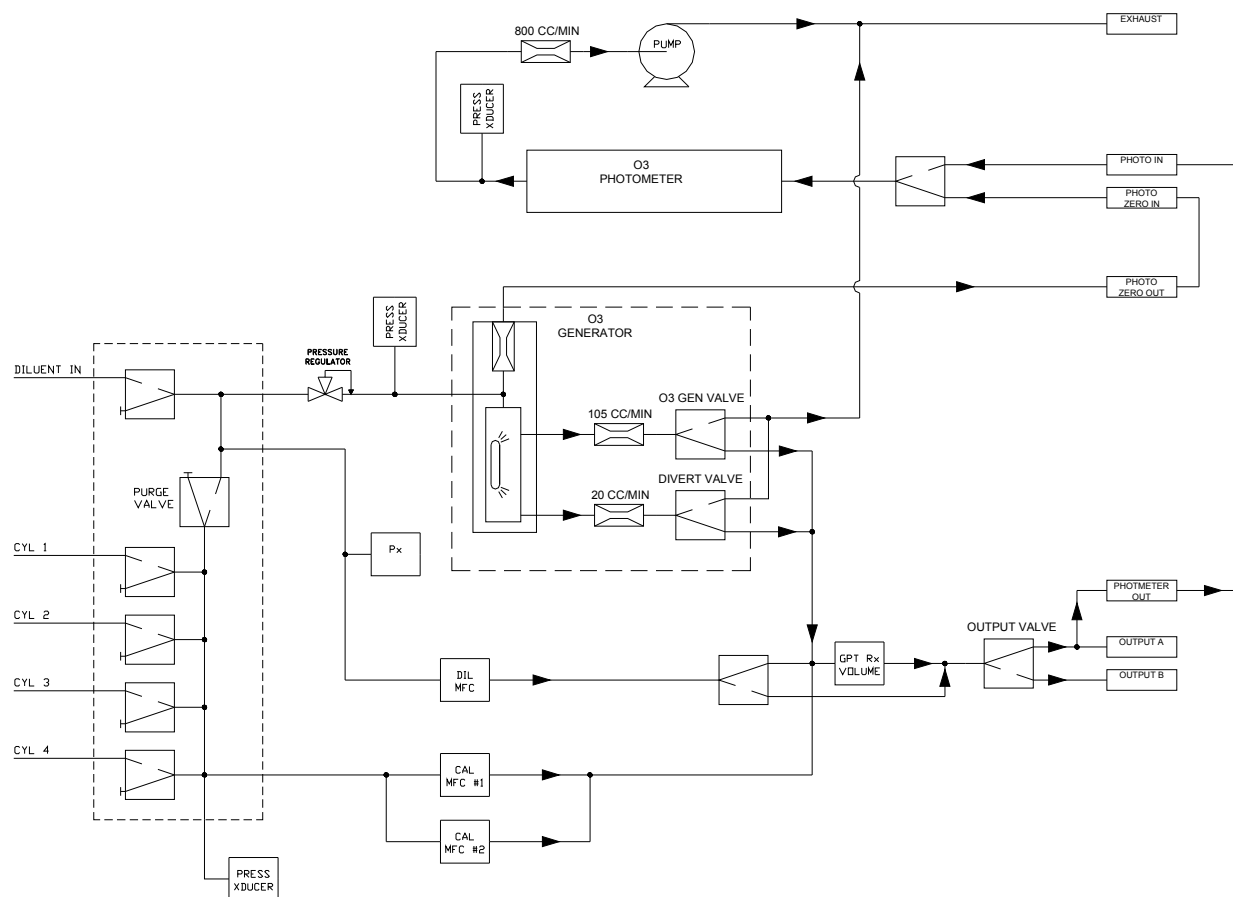 EXHAUST
800 CC/MIN
PUMP
PRESS
XDUCER
O3
PHOTOMETER
PHOTO IN
PHOTO
ZERO IN
PHOTO
ZERO OUT
PRESS
XDUCER
O3
GENERATOR
PRESSURE
REGULATOR
DILUENT IN
105 CC/MIN
O3 GEN VALVE
20 CC/MIN
DIVERT VALVE
PURGE
VALVE
Px
CYL 1
CYL 2
CYL 3
CYL 4
PHOTMETER
OUT
OUTPUT VALVE
OUTPUT A
OUTPUT B
GPT Rx
VOLUME
DIL
MFC
CAL
MFC #1
CAL
MFC #2
PRESS
XDUCER